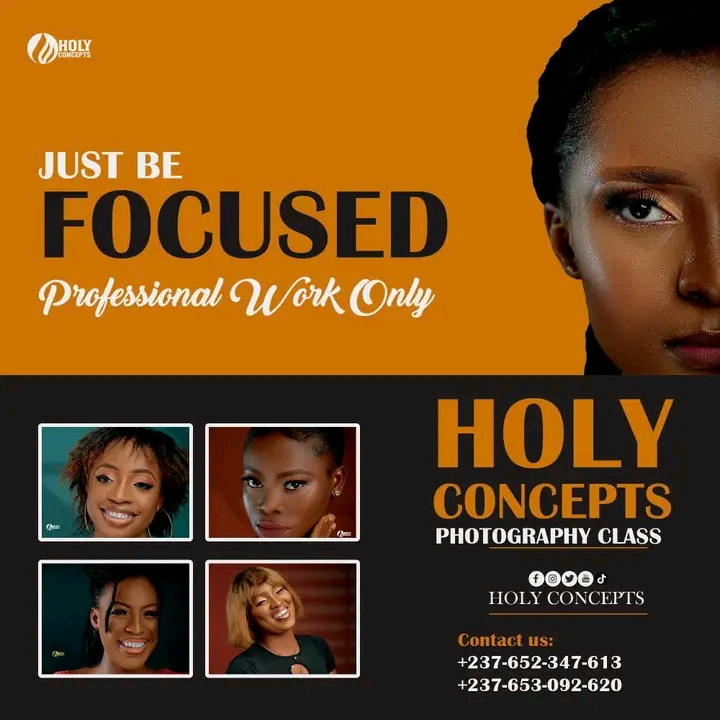 HOLY
CONCEPTS
JUST BE
FOCUSED
Professional Work Only
HOLY
CONCEPTS
PHOTOGRAPHY CLASS
HOLY CONCEPTS
Contact us:
+237-652-347-613
+237-653-092-620